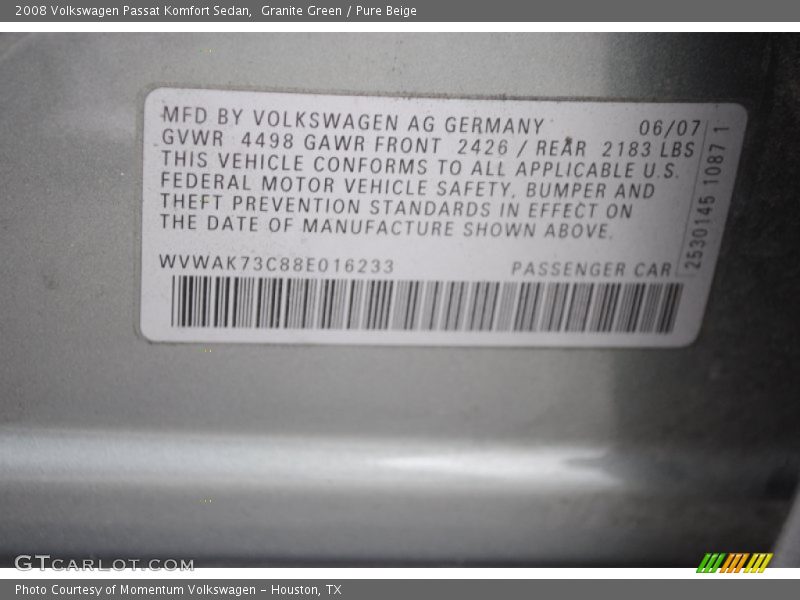 2008 Volkswagen Passat Komfort Sedan,  Granite Green / Pure Beige
MFD BY VOLKSWAGEN AG GERMANY 06/07
GVWR 4498 GAWR FRONT 2426 / REAR 2183 LBS
THIS VEHICLE CONFORMS TO ALL APPLICABLE U.S.
FEDERAL MOTOR VEHICLE SAFETY, BUMPER AND
THEFT PREVENTION STANDARDS IN EFFECT ON
THE DATE OF MANUFACTURE SHOWN ABOVE.
WVWAK73C88E016233 PASSENGER CAR
2530145 1087 1
GTCARLOT.COM
Photo Courtesy of Momentum Volkswagen - Houston, TX